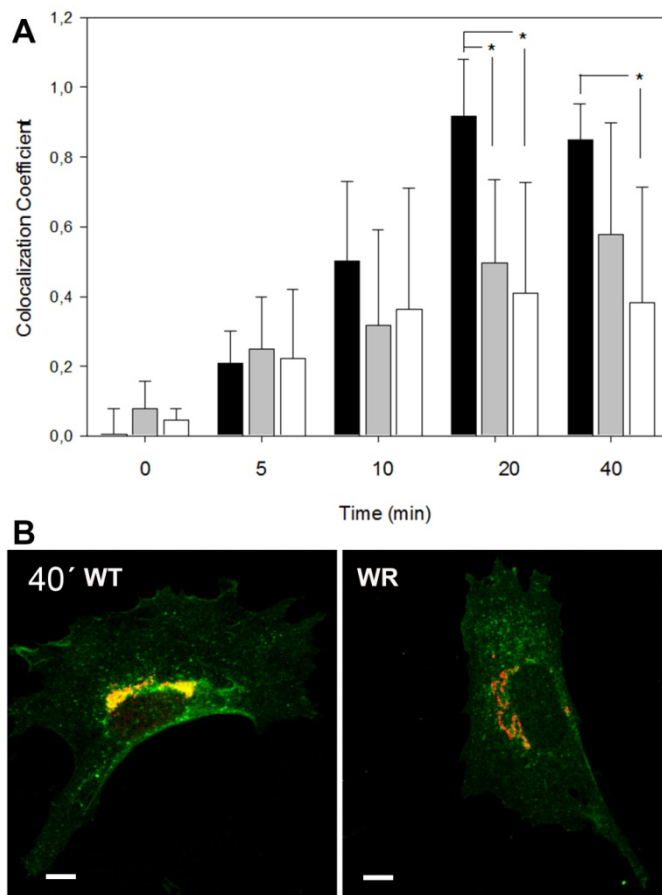 A
1,2
1,0
0,8
0,6
0,4
0,2
0,0
Colocalization Coefficient
* *
*
0 5 10 20 40
Time (min)
B
40´ WT
WR